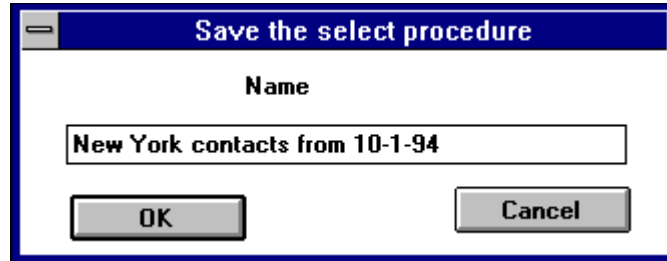 Save the select procedure
Name
New York contacts from 10-1-94
OK
Cancel